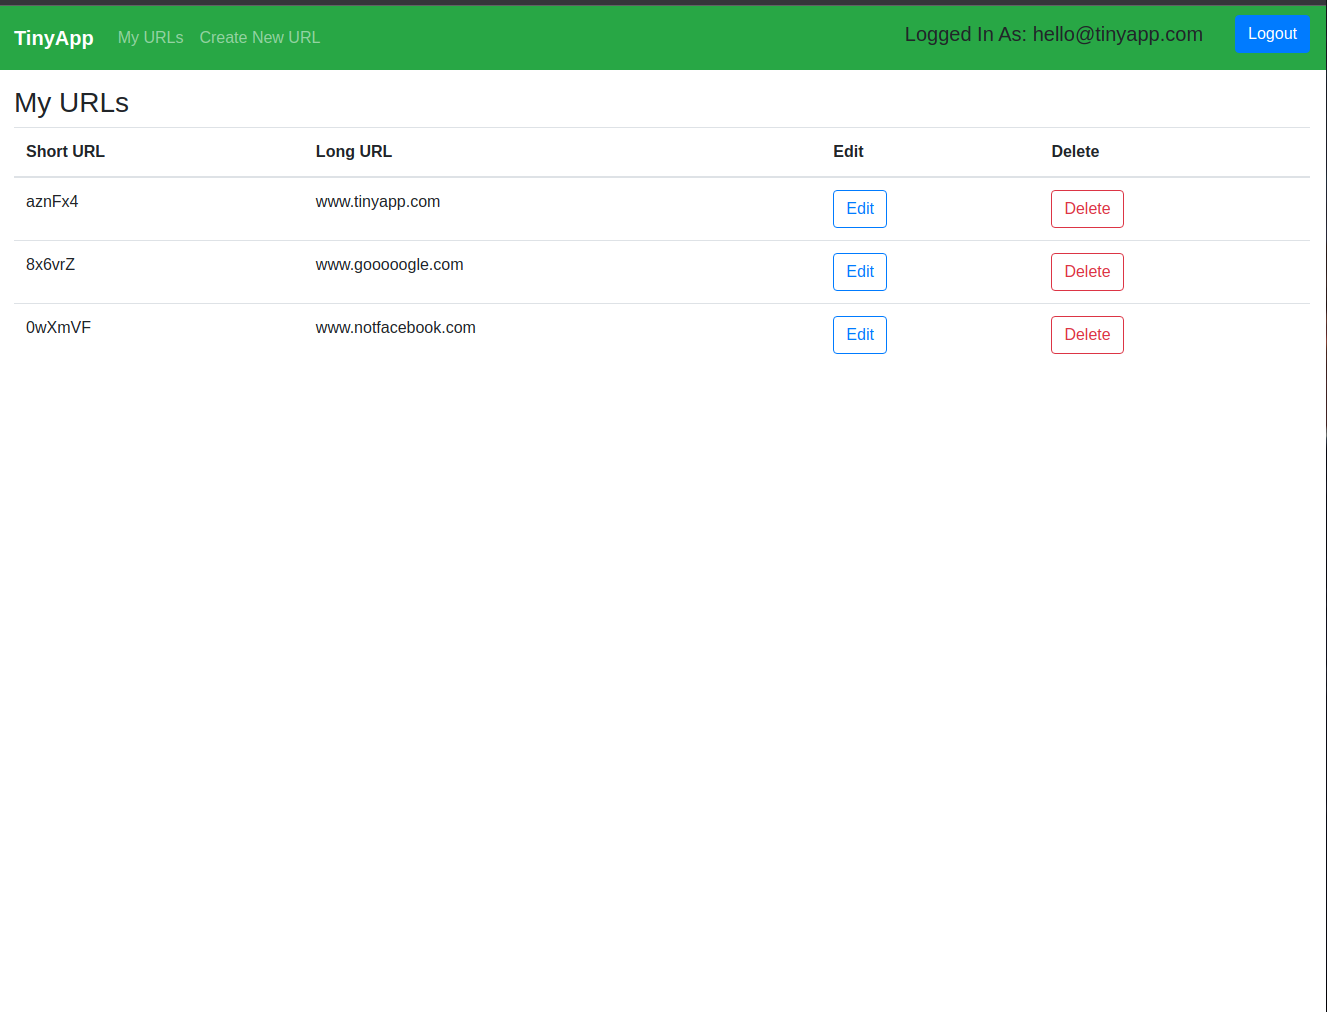 TinyApp My URLs Create New URL Logged In As: hello@tinyapp.com Logout
My URLs
Short URL Long URL Edit Delete
aznFx4 www.tinyapp.com Edit Delete
8x6vrZ www.gooooogle.com Edit Delete
0wXmVF www.notfacebook.com Edit Delete